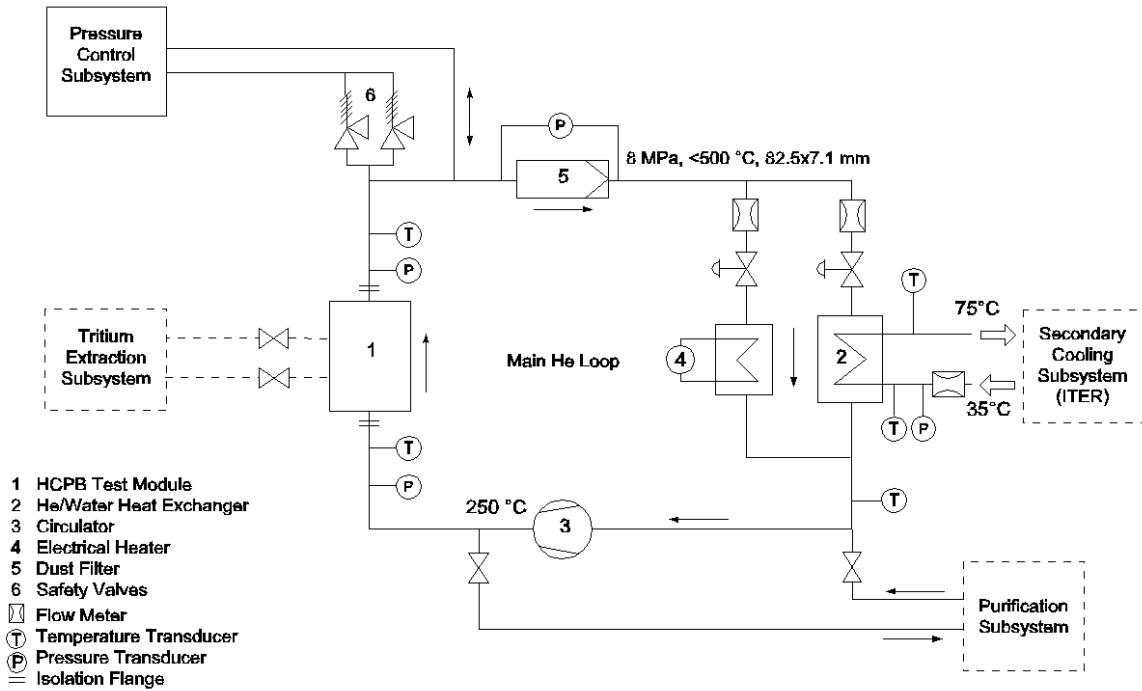 Pressure
Control
Subsystem
6
P
8 MPa, <500 °C, 82.5x7.1 mm
5
T
P
T
75°C
Tritium
Extraction
Subsystem
1
Main He Loop
4
2
Secondary
Cooling
Subsystem
(ITER)
35°C
T
P
T
P
T
250 °C
3
1 HCPB Test Module
2 He/Water Heat Exchanger
3 Circulator
4 Electrical Heater
5 Dust Filter
6 Safety Valves
Flow Meter
T Temperature Transducer
P Pressure Transducer
Isolation Flange
Purification
Subsystem